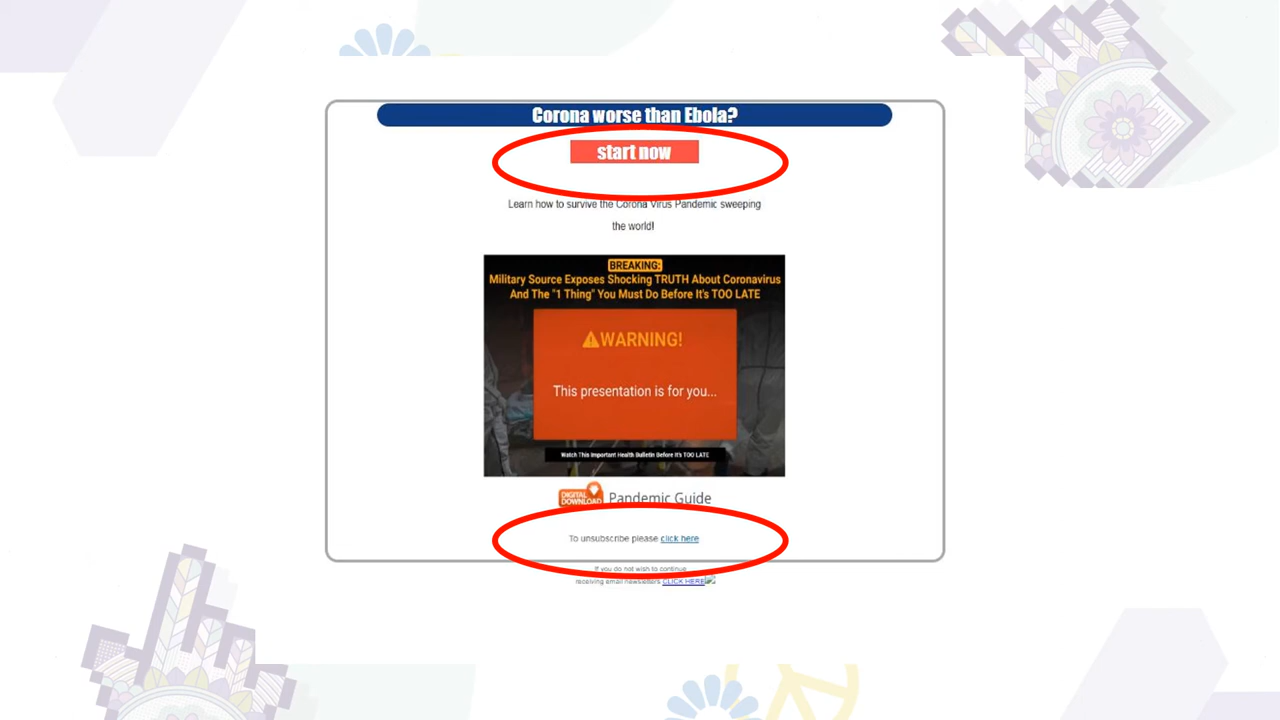 Corona worse than Ebola?
start now
Learn how to survive the Corona Virus Pandemic sweeping
the world!
BREAKING:
Military Source Exposes Shocking TRUTH About Coronavirus
And The "1 Thing" You Must Do Before It's TOO LATE
WARNING!
This presentation is for you...
Watch This Important Health Bulletin Before It's TOO LATE
DIGITAL
DOWNLOAD
Pandemic Guide
To unsubscribe please click here
If you do not wish to continue
receiving email newsletters CLICK HERE